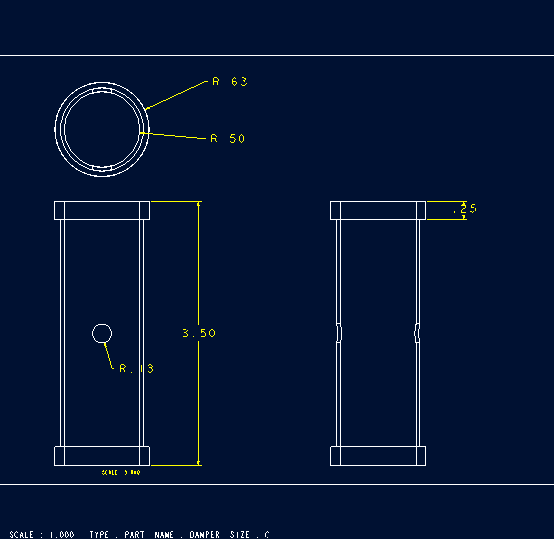 R 63
R 50
.25
3.50
R.13
SCALE : 1.000 TYPE . PART NAME . DAMPER SIZE . C